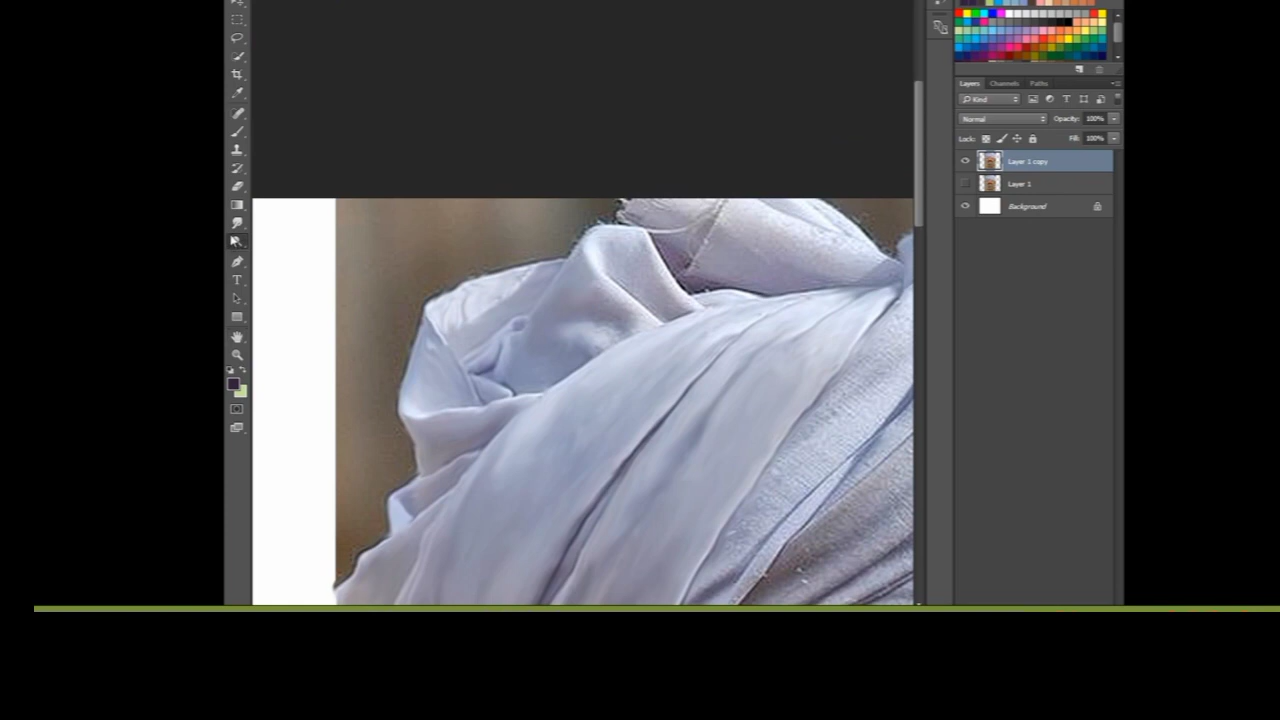 Layers Channels Paths
Kind
Normal Opacity: 100%
Lock: Fill: 100%
Layer 1 copy
Layer 1
Background